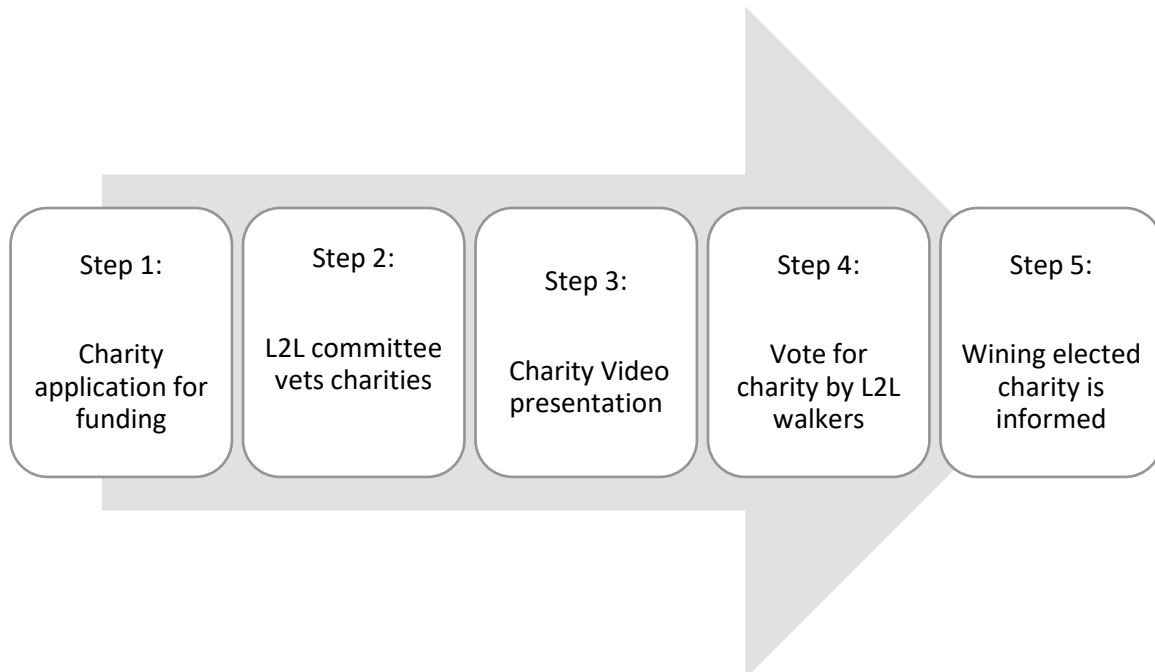 Step 1:
Charity
application for
funding
Step 2:
L2L committee
vets charities
Step 3:
Charity Video
presentation
Step 4:
Vote for
charity by L2L
walkers
Step 5:
Wining elected
charity is
informed